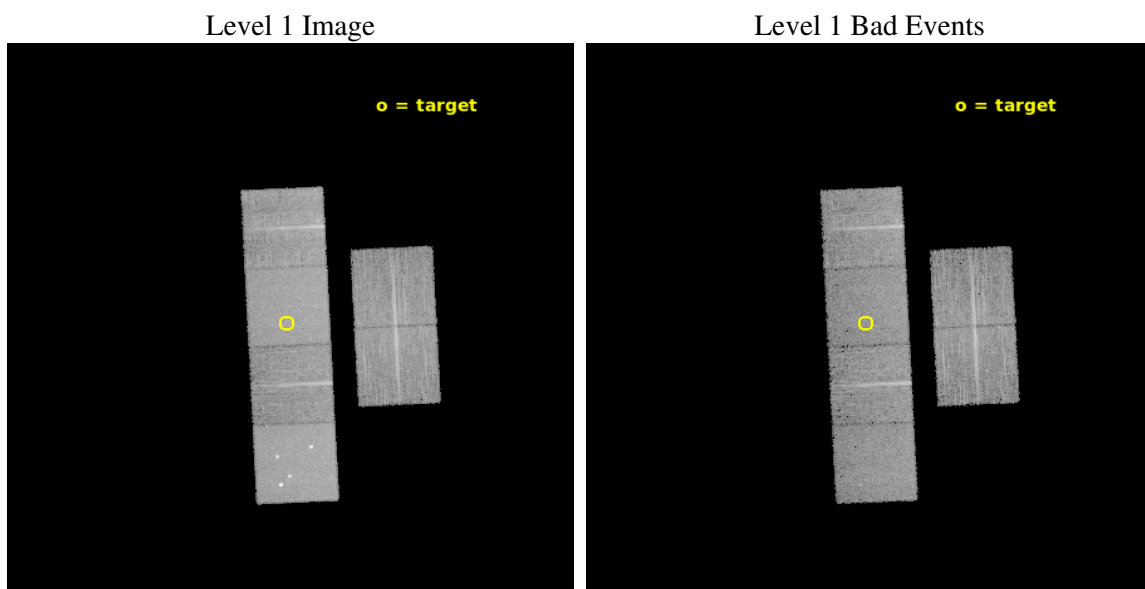 Level 1 Image
Level 1 Bad Events
o = target
o = target